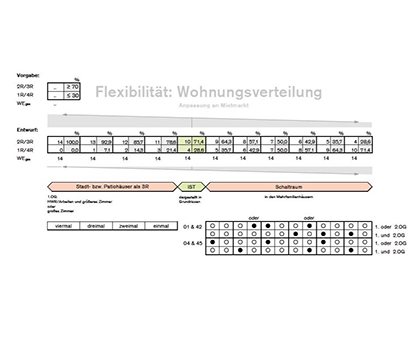 Vorgabe:
%
2R/3R _ ≥ 70
1R/4R _ ≤ 30
WEges _
Flexibilität: Wohnungsverteilung
Anpassung an Mietmarkt
Entwurf: % % % % % % % % % % %
2R/3R 14 100,0 13 92,9 12 85,7 11 78,6 10 71,4 9 64,3 8 57,1 7 50,0 6 42,9 5 35,7 4 28,6
1R/4R 0 0,0 1 7,1 2 14,3 3 21,4 4 28,6 5 35,7 6 42,9 7 50,0 8 57,1 9 64,3 10 71,4
WEges 14 14 14 14 14 14 14 14 14 14 14
Stadt- bzw. Patiohäuser als 3R IST Schaltraum
1.OG:
HWR/Arbeiten und größeres Zimmer
oder
großes Zimmer
dargestellt in
Grundrissen
in den Mehrfamilienhäusern
viermal dreimal zweimal einmal
oder oder
01 & 42 1. oder 2.OG
1. und 2.OG
04 & 45 1. oder 2.OG
1. und 2.OG